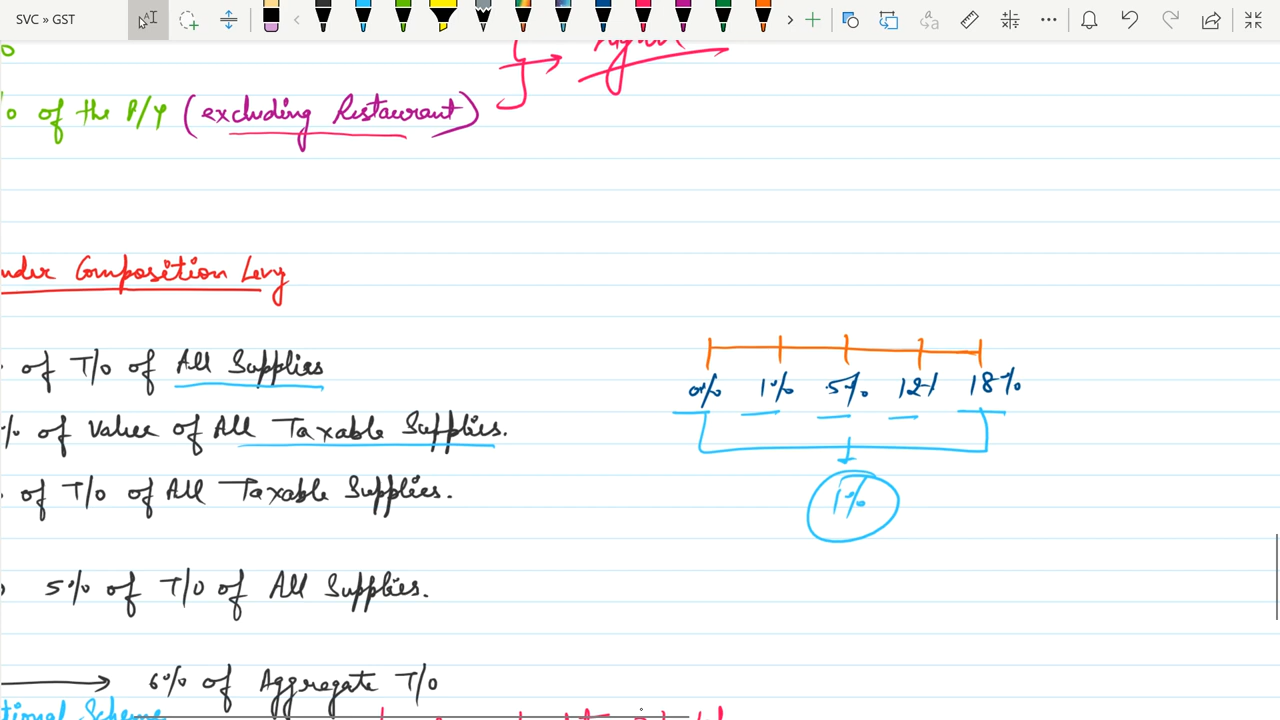 SVC » GST
% of the P/Y (excluding Restaurant)
under Composition Levy
of T/O of All Supplies
0% 1% 5% 12% 18%
% of Value of All Taxable Supplies.
of T/O of All Taxable Supplies.
1%
5% of T/O of All Supplies.
6% of Aggregate T/O
tional Scheme